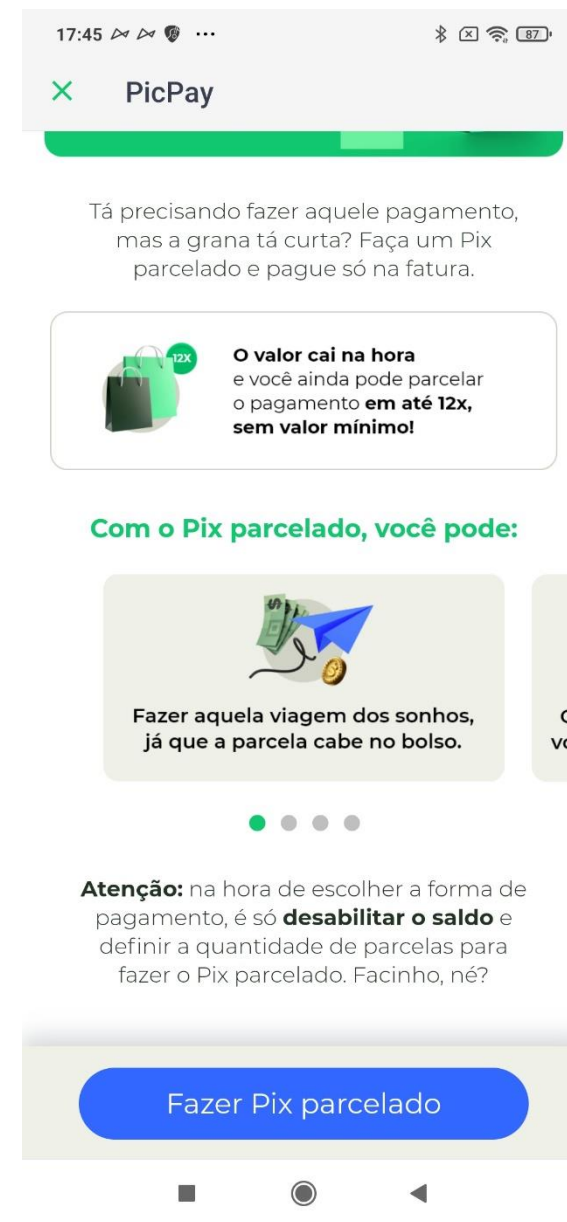 17:45
87
PicPay
Tá precisando fazer aquele pagamento,
mas a grana tá curta? Faça um Pix
parcelado e pague só na fatura.
12X
O valor cai na hora
e você ainda pode parcelar
o pagamento em até 12x,
sem valor mínimo!
Com o Pix parcelado, você pode:
Fazer aquela viagem dos sonhos,
já que a parcela cabe no bolso.
Atenção: na hora de escolher a forma de
pagamento, é só desabilitar o saldo e
definir a quantidade de parcelas para
fazer o Pix parcelado. Facinho, né?
Fazer Pix parcelado